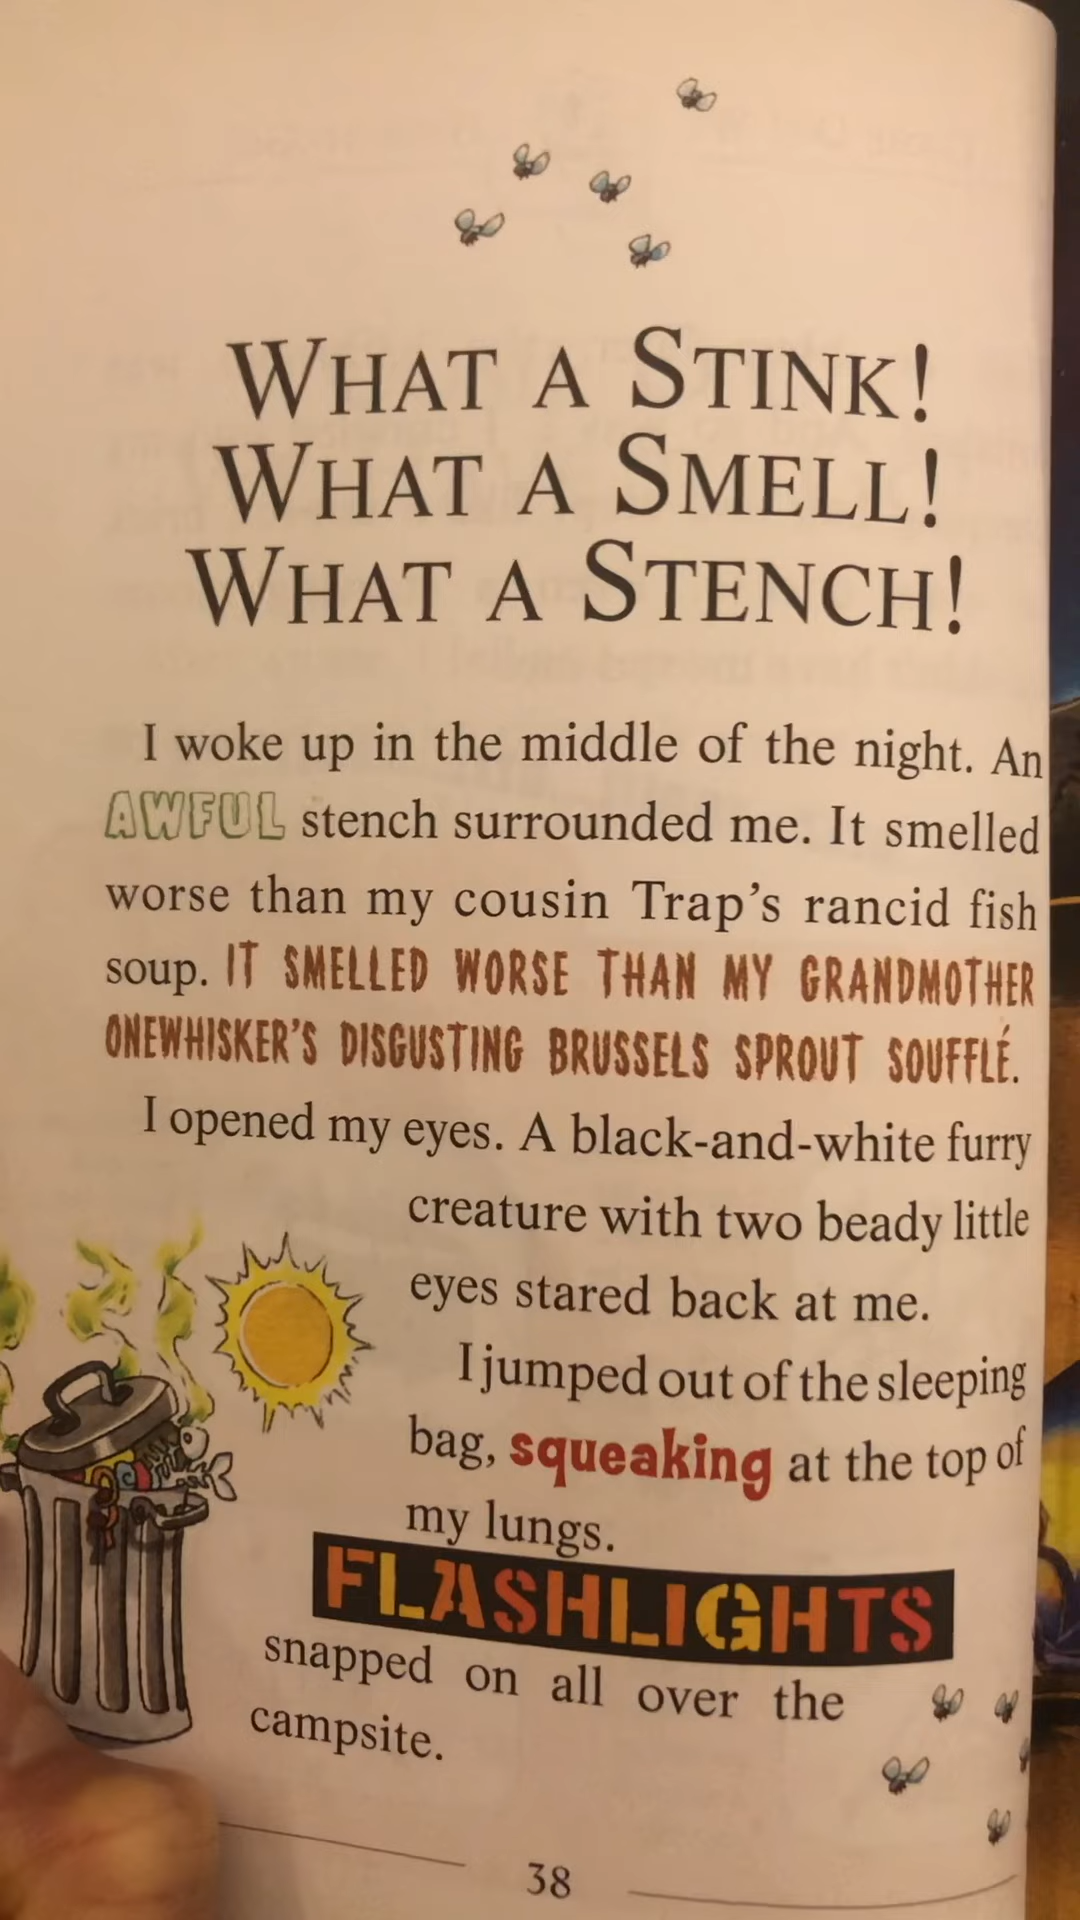 WHAT A STINK!
WHAT A SMELL!
WHAT A STENCH!
I woke up in the middle of the night. An
AWFUL stench surrounded me. It smelled
worse than my cousin Trap's rancid fish
soup. IT SMELLED WORSE THAN MY GRANDMOTHER
ONEWHISKER'S DISGUSTING BRUSSELS SPROUT SOUFFLÉ.
I opened my eyes. A black-and-white furry
creature with two beady little
eyes stared back at me.
I jumped out of the sleeping
bag, squeaking at the top of
my lungs.
FLASHLIGHTS
snapped on all over the
campsite.
38